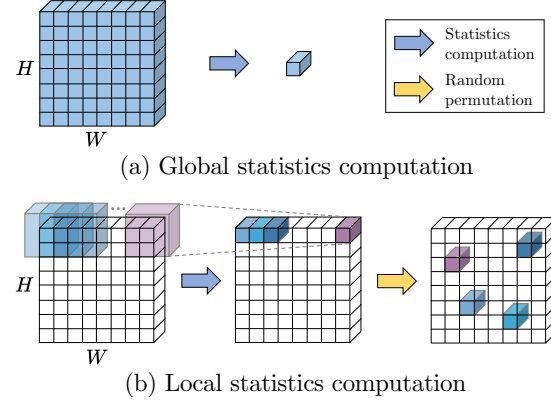 H
W
Statistics
computation
Random
permutation
(a) Global statistics computation
...
H
W
(b) Local statistics computation